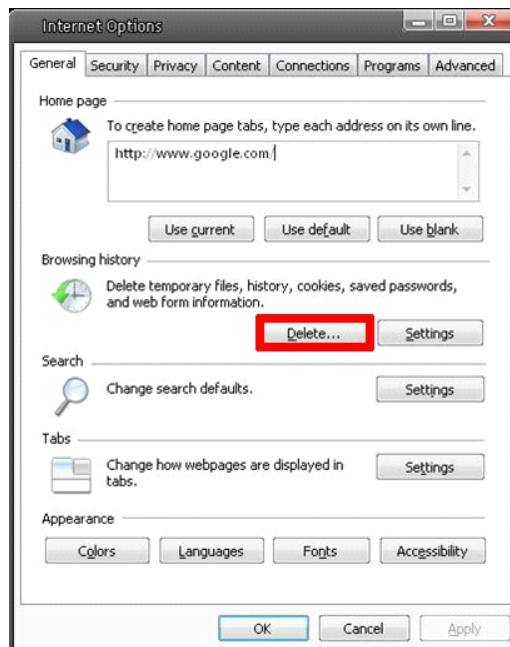 Internet Options
General Security Privacy Content Connections Programs Advanced
Home page
To create home page tabs, type each address on its own line.
http://www.google.com/
Use current Use default Use blank
Browsing history
Delete temporary files, history, cookies, saved passwords,
and web form information.
Delete... Settings
Search
Change search defaults. Settings
Tabs
Change how webpages are displayed in
tabs.
Settings
Appearance
Colors Languages Fonts Accessibility
OK Cancel Apply